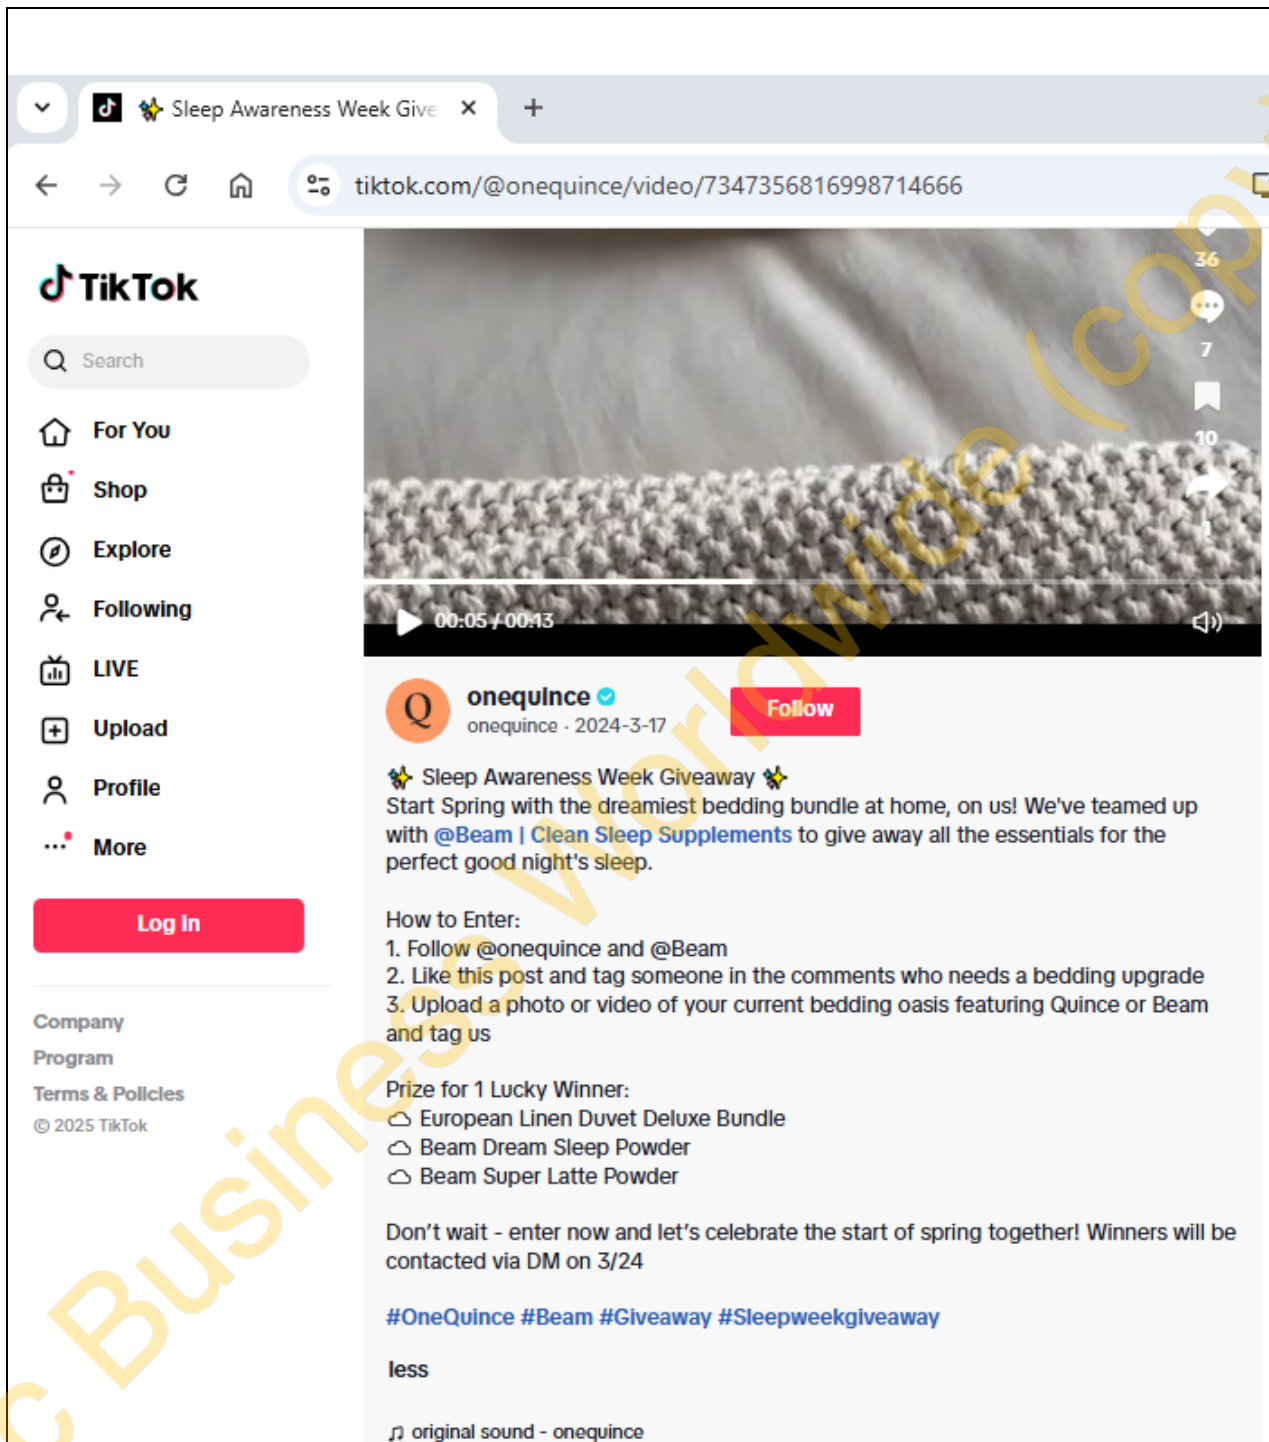 Sleep Awareness Week Give
tiktok.com/@onequince/video/7347356816998714666
TikTok
Search
For You
Shop
Explore
Following
LIVE
Upload
Profile
More
Log in
Company
Program
Terms & Policies
© 2025 TikTok
36
7
10
1
00:05 / 00:13
Q
onequince
onequince · 2024-3-17
Follow
✨ Sleep Awareness Week Giveaway ✨
Start Spring with the dreamiest bedding bundle at home, on us! We've teamed up
with @Beam | Clean Sleep Supplements to give away all the essentials for the
perfect good night's sleep.
How to Enter:
1. Follow @onequince and @Beam
2. Like this post and tag someone in the comments who needs a bedding upgrade
3. Upload a photo or video of your current bedding oasis featuring Quince or Beam
and tag us
Prize for 1 Lucky Winner:
☁ European Linen Duvet Deluxe Bundle
☁ Beam Dream Sleep Powder
☁ Beam Super Latte Powder
Don't wait - enter now and let's celebrate the start of spring together! Winners will be
contacted via DM on 3/24
#OneQuince #Beam #Giveaway #Sleepweekgiveaway
less
♫ original sound - onequince
c Business Worldwide (copy